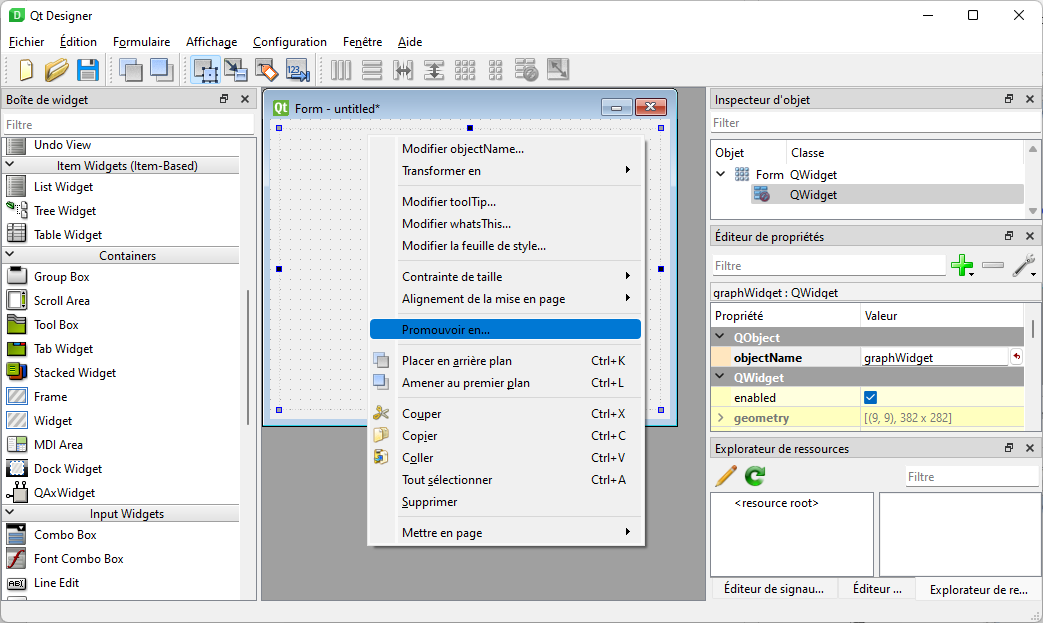 Qt Designer
Fichier Édition Formulaire Affichage Configuration Fenêtre Aide
123
Boîte de widget
Filtre
Undo View
Item Widgets (Item-Based)
List Widget
Tree Widget
Table Widget
Containers
Group Box
Scroll Area
Tool Box
Tab Widget
Stacked Widget
Frame
Widget
MDI Area
Dock Widget
QAxWidget
Input Widgets
Combo Box
Font Combo Box
Line Edit
Qt Form - untitled*
Modifier objectName...
Transformer en
Modifier toolTip...
Modifier whatsThis...
Modifier la feuille de style...
Contrainte de taille
Alignement de la mise en page
Promouvoir en...
Placer en arrière plan Ctrl+K
Amener au premier plan Ctrl+L
Couper Ctrl+X
Copier Ctrl+C
Coller Ctrl+V
Tout sélectionner Ctrl+A
Supprimer
Mettre en page
Inspecteur d'objet
Filter
Objet Classe
Form QWidget
QWidget
Éditeur de propriétés
Filtre
graphWidget : QWidget
Propriété Valeur
QObject
objectName graphWidget
QWidget
enabled
geometry [(9, 9), 382 x 282]
Explorateur de ressources
Filtre
<resource root>
Éditeur de signau... Éditeur ... Explorateur de re...